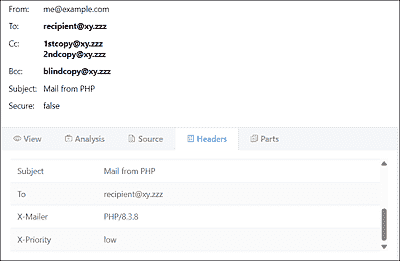 From: me@example.com
To: recipient@xy.zzz
Cc: 1stcopy@xy.zzz
2ndcopy@xy.zzz
Bcc: blindcopy@xy.zzz
Subject: Mail from PHP
Secure: false
View Analysis Source Headers Parts
Subject Mail from PHP
To recipient@xy.zzz
X-Mailer PHP/8.3.8
X-Priority low